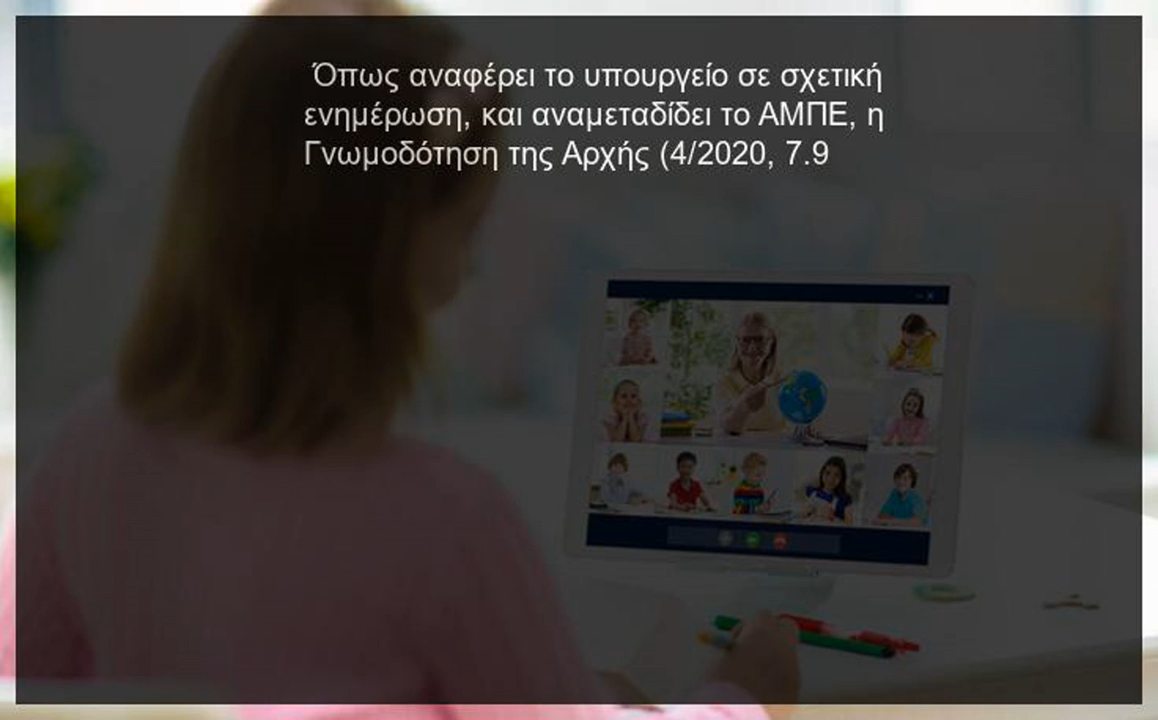 Όπως αναφέρει το υπουργείο σε σχετική
ενημέρωση, και αναμεταδίδει το ΑΜΠΕ, η
Γνωμοδότηση της Αρχής (4/2020, 7.9